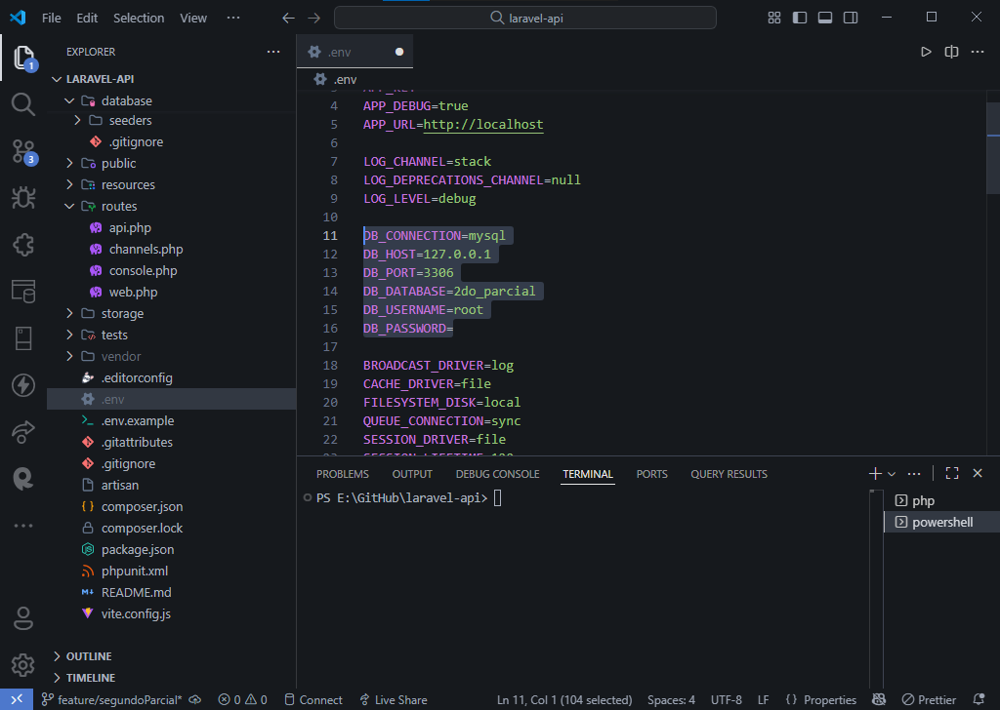 File Edit Selection View ··· laravel-api
EXPLORER
LARAVEL-API
database
seeders
.gitignore
public
resources
routes
api.php
channels.php
console.php
web.php
storage
tests
vendor
.editorconfig
.env
.env.example
.gitattributes
.gitignore
artisan
composer.json
composer.lock
package.json
phpunit.xml
README.md
vite.config.js
OUTLINE
TIMELINE
1
3
.env
.env
4 APP_DEBUG=true
5 APP_URL=http://localhost
6
7 LOG_CHANNEL=stack
8 LOG_DEPRECATIONS_CHANNEL=null
9 LOG_LEVEL=debug
10
11 DB_CONNECTION=mysql
12 DB_HOST=127.0.0.1
13 DB_PORT=3306
14 DB_DATABASE=2do_parcial
15 DB_USERNAME=root
16 DB_PASSWORD=
17
18 BROADCAST_DRIVER=log
19 CACHE_DRIVER=file
20 FILESYSTEM_DISK=local
21 QUEUE_CONNECTION=sync
22 SESSION_DRIVER=file
PROBLEMS OUTPUT DEBUG CONSOLE TERMINAL PORTS QUERY RESULTS
PS E:\GitHub\laravel-api>
php
powershell
feature/segundoParcial* 0 0 Connect Live Share Ln 11, Col 1 (104 selected) Spaces: 4 UTF-8 LF { } Properties Prettier